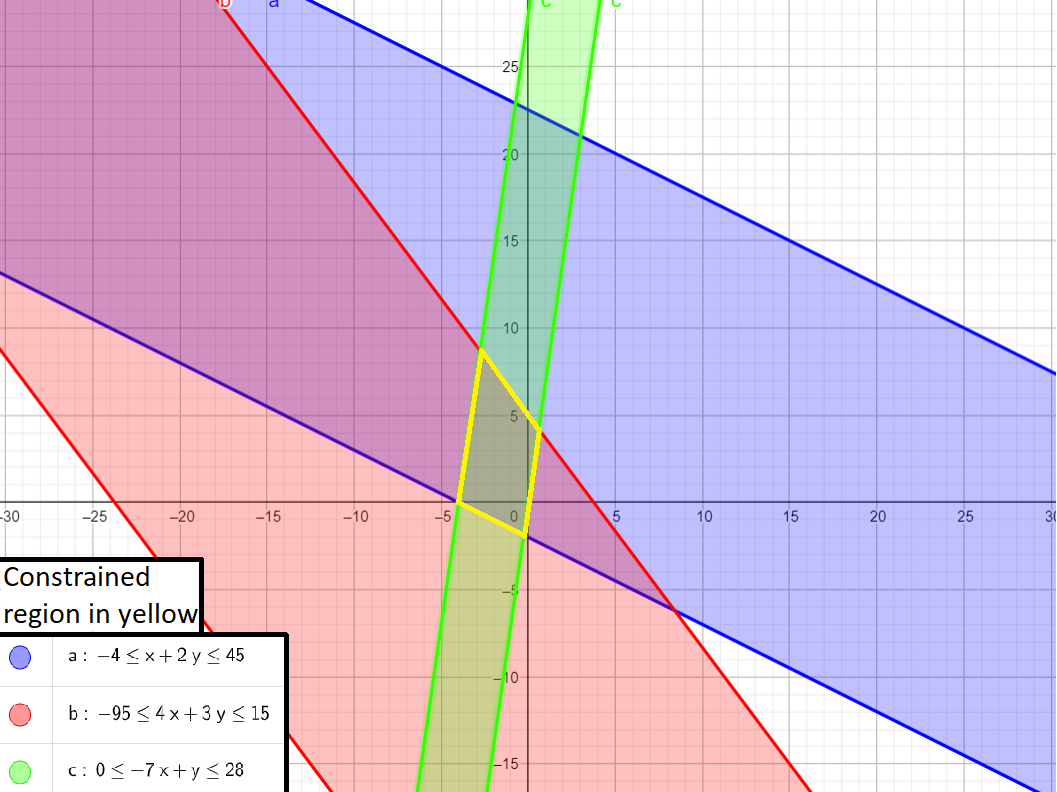 b a c c
25
20
15
10
5
−30 −25 −20 −15 −10 −5 0 5 10 15 20 25 30
−5
−10
−15
Constrained
region in yellow
a : −4 ≤ x + 2 y ≤ 45
b : −95 ≤ 4 x + 3 y ≤ 15
c : 0 ≤ −7 x + y ≤ 28